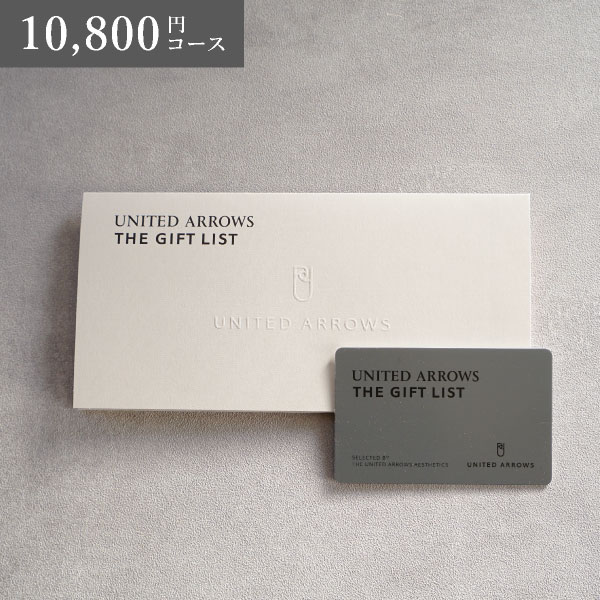 10,800円コース
UNITED ARROWS
THE GIFT LIST
UNITED ARROWS
UNITED ARROWS
THE GIFT LIST
SELECTED BY
THE UNITED ARROWS AESTHETICS
UNITED ARROWS